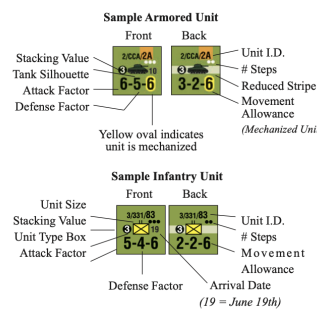 Sample Armored Unit
Front Back
2/CCA/2A 2/CCA/2A
Stacking Value 3 10 3 Unit I.D.
Tank Silhouette # Steps
Attack Factor 6-5-6 3-2-6 Reduced Stripe
Defense Factor Movement
Allowance
Yellow oval indicates
unit is mechanized
(Mechanized Uni
Sample Infantry Unit
Front Back
Unit Size 3/331/83 3/331/83
Stacking Value 3 19 3 Unit I.D.
Unit Type Box # Steps
Attack Factor 5-4-6 2-2-6 Movement
Allowance
Defense Factor Arrival Date
(19 = June 19th)